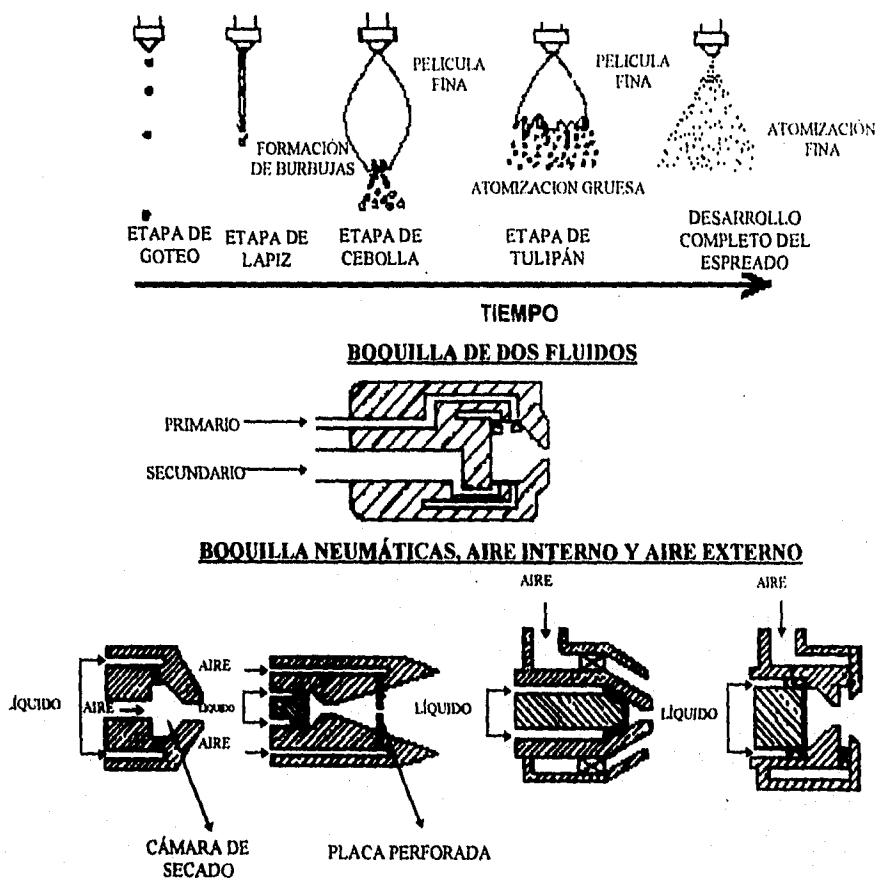 PELICULA
FINA
PELICULA
FINA
FORMACIÓN
DE BURBUJAS
ATOMIZACIÓN
FINA
ATOMIZACION GRUESA
ETAPA DE
GOTEO
ETAPA DE
LAPIZ
ETAPA DE
CEBOLLA
ETAPA DE
TULIPÁN
DESARROLLO
COMPLETO DEL
ESPREADO
TIEMPO
BOQUILLA DE DOS FLUIDOS
PRIMARIO
SECUNDARIO
BOQUILLA NEUMÁTICAS, AIRE INTERNO Y AIRE EXTERNO
AIRE
AIRE
LÍQUIDO
AIRE
AIRE
LÍQUIDO
AIRE
LÍQUIDO
LÍQUIDO
CÁMARA DE
SECADO
PLACA PERFORADA